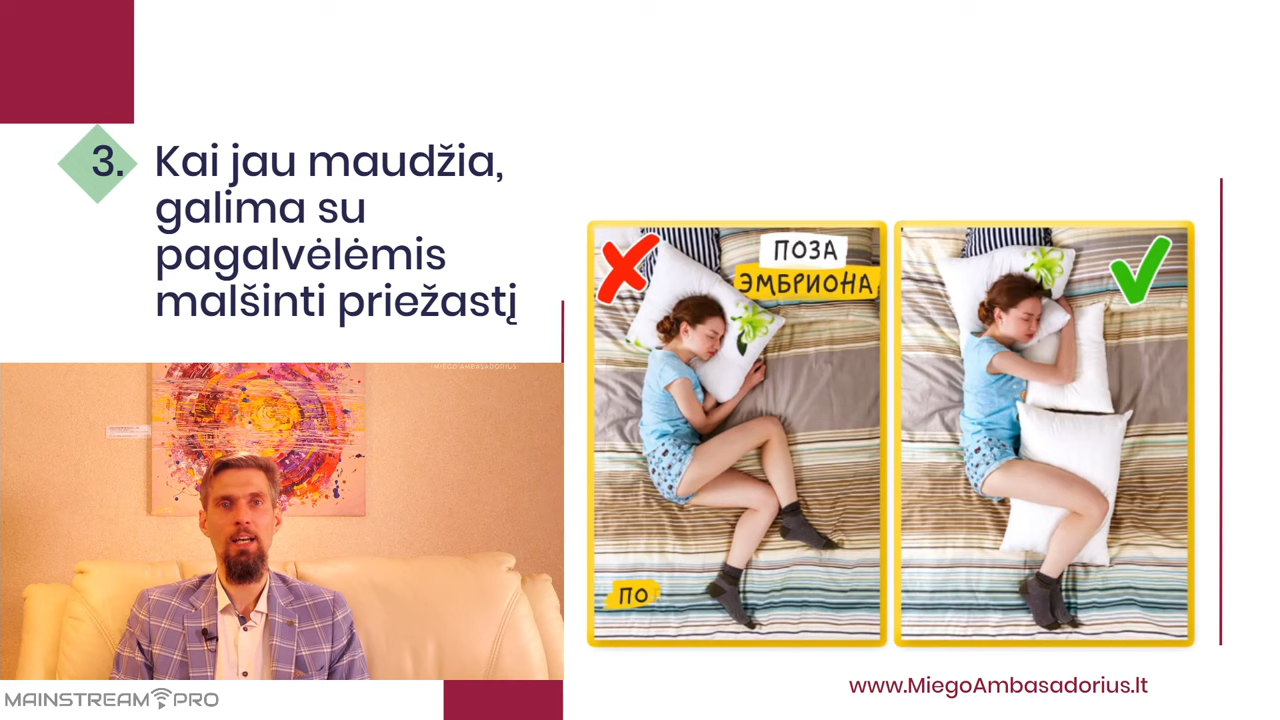 3. Kai jau maudžia,
galima su
pagalvėlėmis
malšinti priežastį
MIEGO AMBASADORIUS
ПОЗА
ЭМБРИОНА
ПО
www.MiegoAmbasadorius.lt
MAINSTREAM PRO